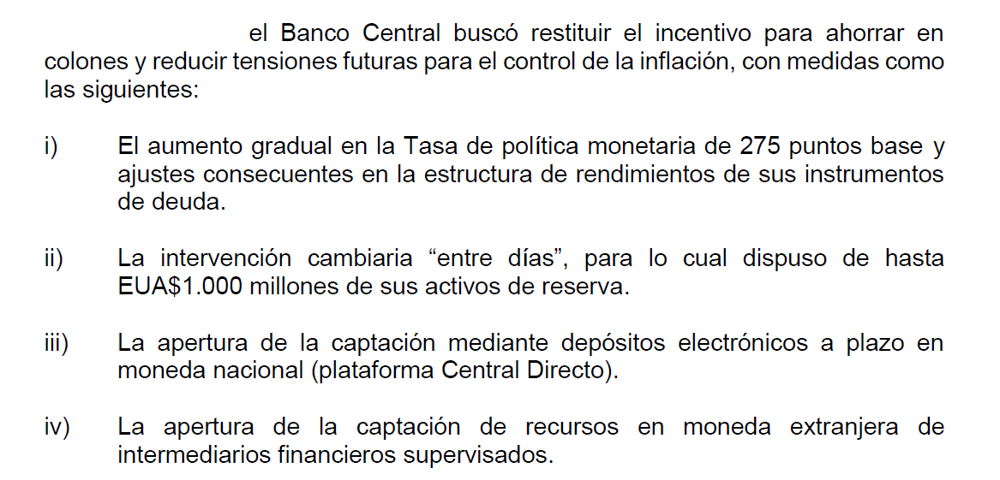 el Banco Central buscó restituir el incentivo para ahorrar en
colones y reducir tensiones futuras para el control de la inflación, con medidas como
las siguientes:
i) El aumento gradual en la Tasa de política monetaria de 275 puntos base y
ajustes consecuentes en la estructura de rendimientos de sus instrumentos
de deuda.
ii) La intervención cambiaria “entre días”, para lo cual dispuso de hasta
EUA$1.000 millones de sus activos de reserva.
iii) La apertura de la captación mediante depósitos electrónicos a plazo en
moneda nacional (plataforma Central Directo).
iv) La apertura de la captación de recursos en moneda extranjera de
intermediarios financieros supervisados.